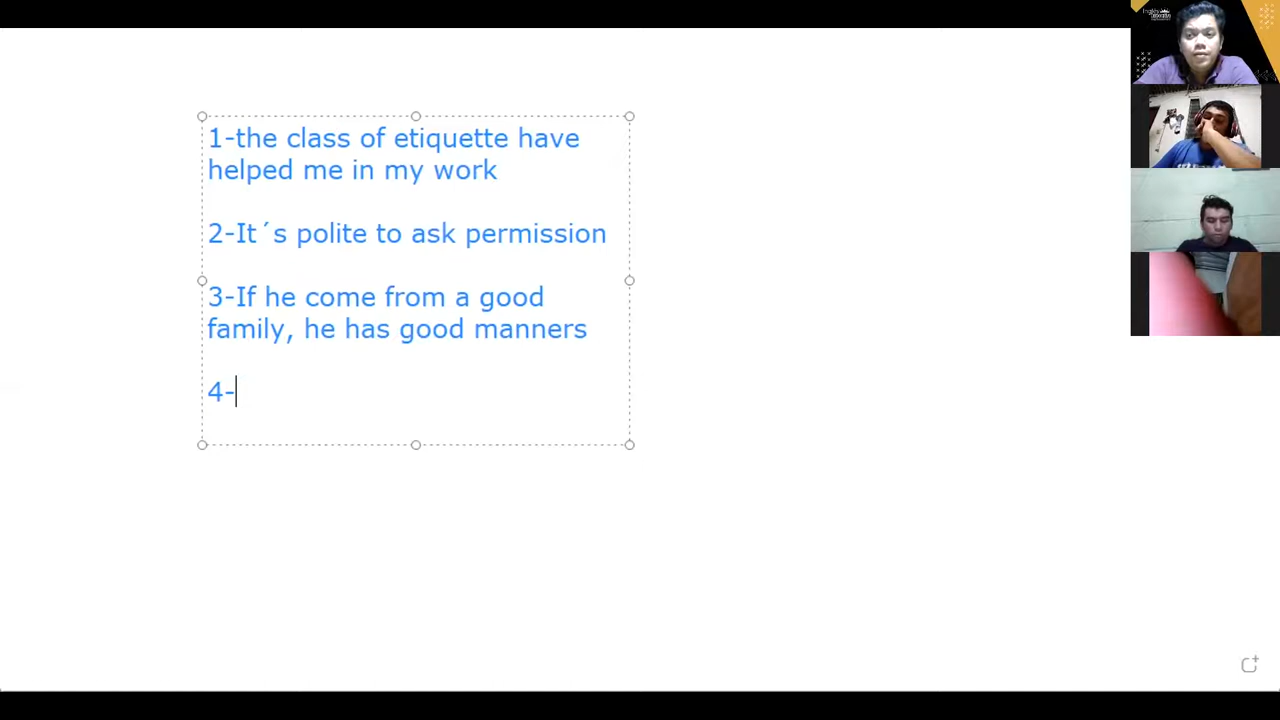 1-the class of etiquette have
helped me in my work
2-It´s polite to ask permission
3-If he come from a good
family, he has good manners
4-